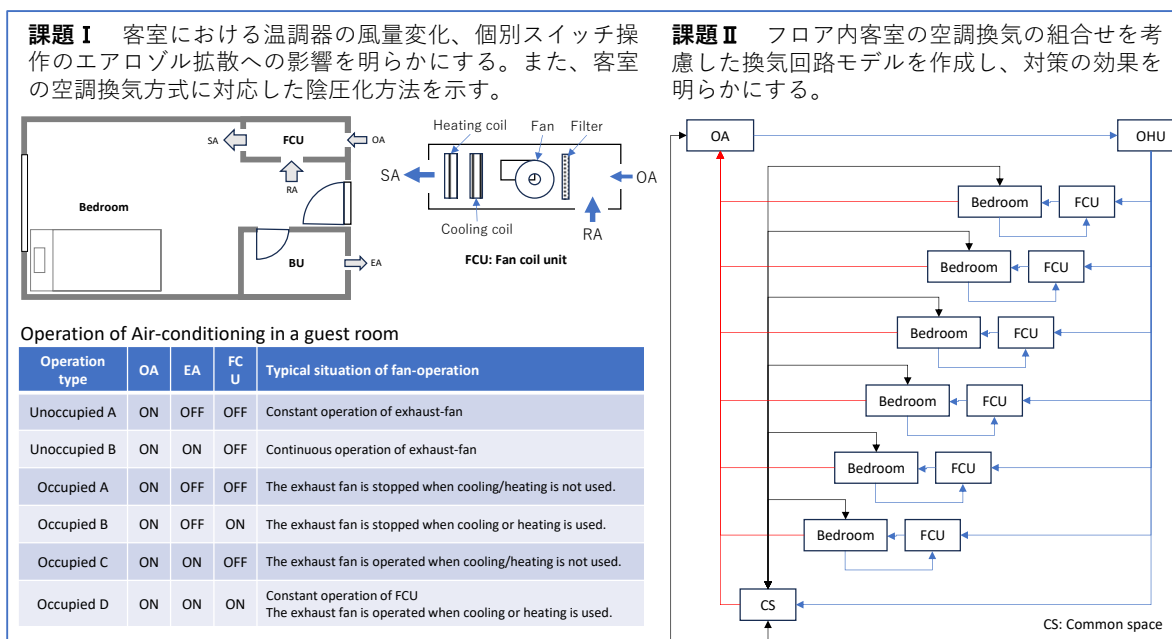 課題Ⅰ 客室における温調器の風量変化、個別スイッチ操
作のエアロゾル拡散への影響を明らかにする。また、客室
の空調換気方式に対応した陰圧化方法を示す。
SA
FCU
OA
RA
Bedroom
BU
EA
Heating coil
Fan
Filter
SA
OA
Cooling coil
RA
FCU: Fan coil unit
Operation of Air-conditioning in a guest room
Operation type OA EA FCU Typical situation of fan-operation
Unoccupied A ON OFF OFF Constant operation of exhaust-fan
Unoccupied B ON ON OFF Continuous operation of exhaust-fan
Occupied A ON OFF OFF The exhaust fan is stopped when cooling/heating is not used.
Occupied B ON OFF ON The exhaust fan is stopped when cooling or heating is used.
Occupied C ON ON OFF The exhaust fan is operated when cooling/heating is not used.
Occupied D ON ON ON Constant operation of FCU
The exhaust fan is operated when cooling or heating is used.
課題Ⅱ フロア内客室の空調換気の組合せを考
慮した換気回路モデルを作成し、対策の効果を
明らかにする。
OA
OHU
Bedroom FCU
Bedroom FCU
Bedroom FCU
Bedroom FCU
Bedroom FCU
Bedroom FCU
CS
CS: Common space